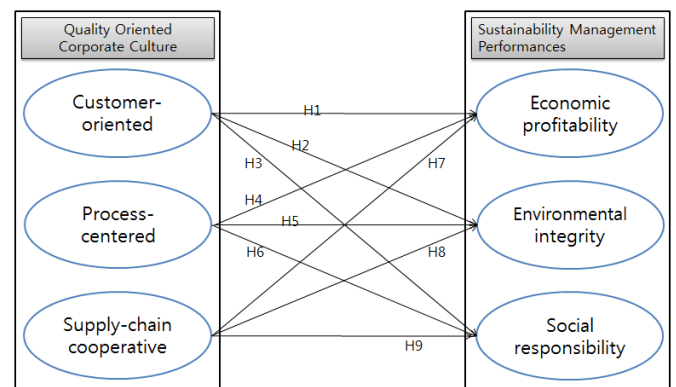 Quality Oriented
Corporate Culture
Customer-
oriented
Process-
centered
Supply-chain
cooperative
H1
H2
H3
H7
H4
H5
H6
H8
H9
Sustainability Management
Performances
Economic
profitability
Environmental
integrity
Social
responsibility